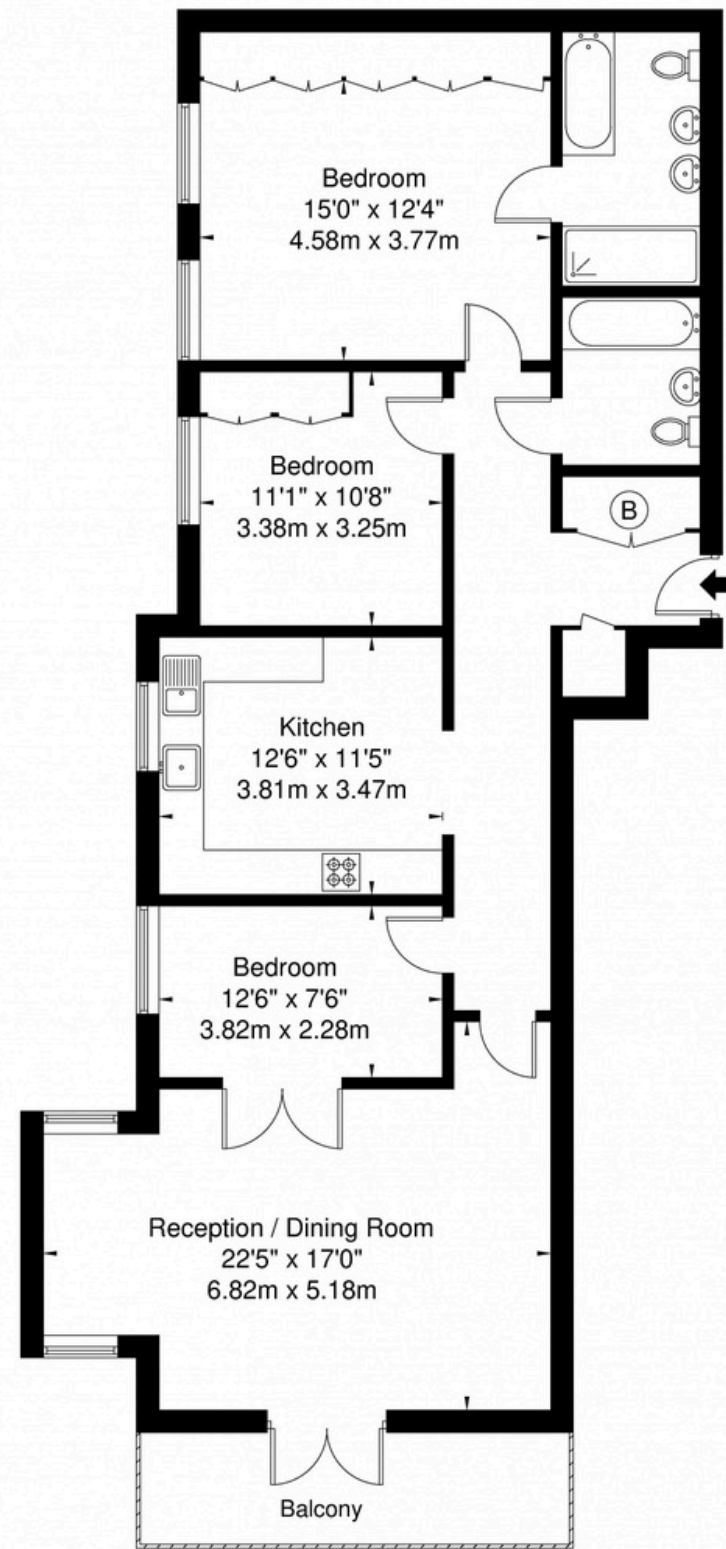 Bedroom
15'0" x 12'4"
4.58m x 3.77m
Bedroom
11'1" x 10'8"
3.38m x 3.25m
B
Kitchen
12'6" x 11'5"
3.81m x 3.47m
Bedroom
12'6" x 7'6"
3.82m x 2.28m
Reception / Dining Room
22'5" x 17'0"
6.82m x 5.18m
Balcony